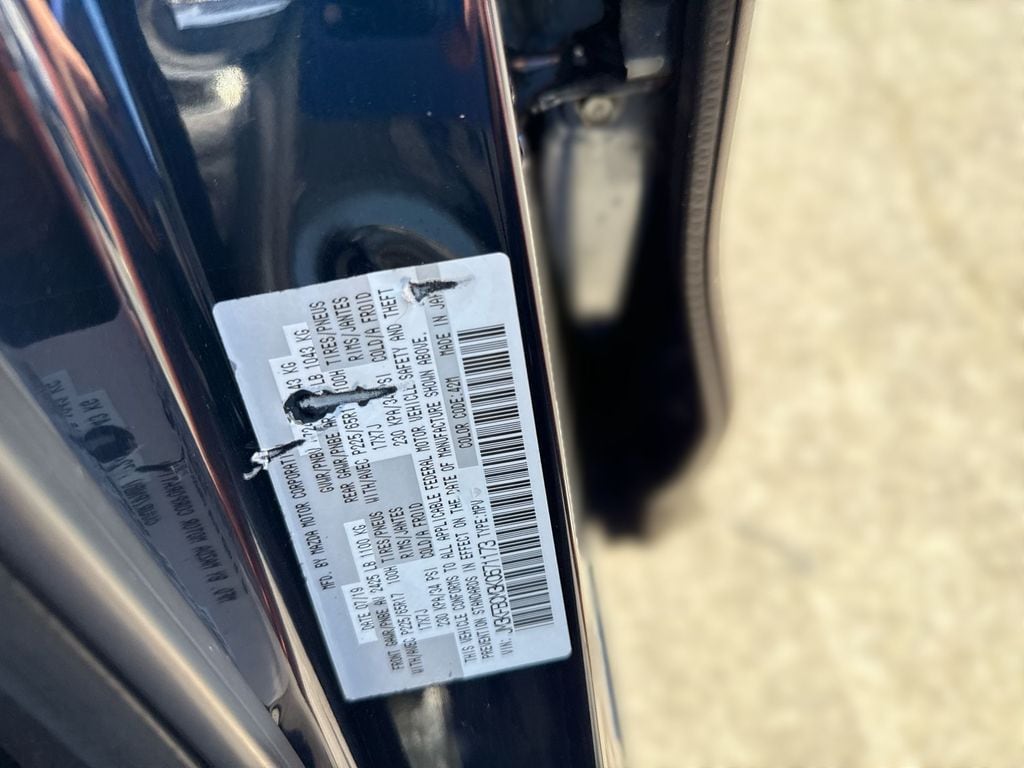 MFD. BY MAZDA MOTOR CORPORAT
DATE 07/19 GVWR/PNBV 43 KG
FRONT GAWR/PNBE AV 2425 LB 1100 KG REAR GAWR/PNBE AR LB 1043 KG
WITH/AVEC P225/65R17 100H TIRES/PNEUS WITH/AVEC P225/65R1 100H TIRES/PNEUS
17X7J RIMS/JANTES 17X7J RIMS/JANTES
230 KPA/34 PSI COLD/A FROID 230 KPA/34 PSI COLD/A FROID
THIS VEHICLE CONFORMS TO ALL APPLICABLE FEDERAL MOTOR VEHICLE SAFETY AND THEFT
PREVENTION STANDARDS IN EFFECT ON THE DATE OF MANUFACTURE SHOWN ABOVE.
VIN: TYPE:MPV COLOR CODE:42M MADE IN JAP